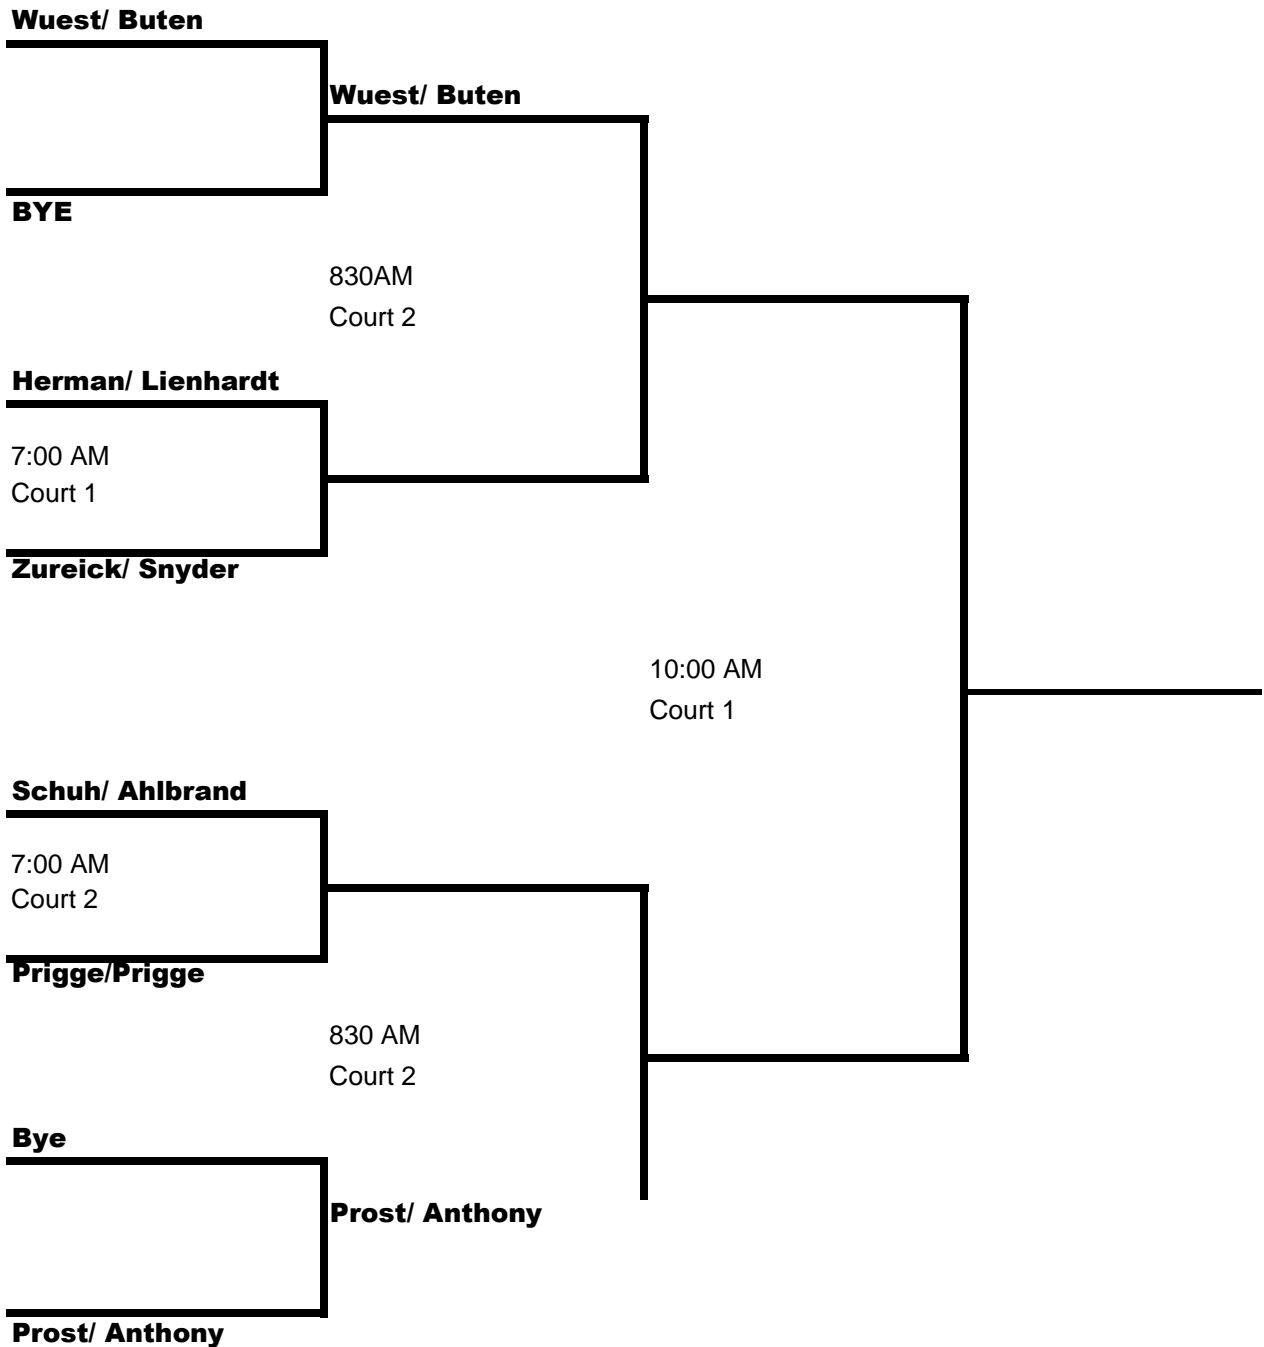 Wuest/ Buten
Wuest/ Buten
BYE
830AM
Court 2
Herman/ Lienhardt
7:00 AM
Court 1
Zureick/ Snyder
10:00 AM
Court 1
Schuh/ Ahlbrand
7:00 AM
Court 2
Prigge/Prigge
830 AM
Court 2
Bye
Prost/ Anthony
Prost/ Anthony